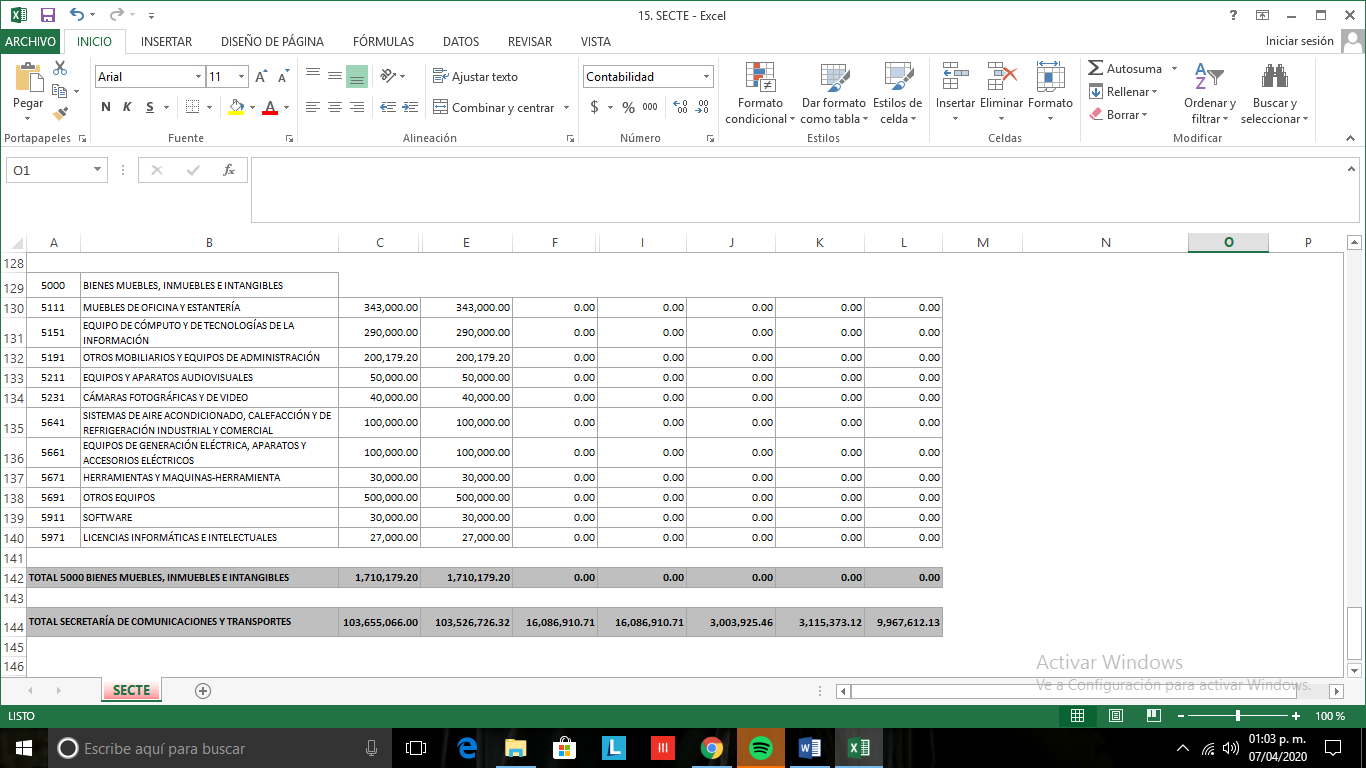 15. SECTE - Excel
?
ARCHIVO INICIO INSERTAR DISEÑO DE PÁGINA FÓRMULAS DATOS REVISAR VISTA Iniciar sesión
Pegar
Arial 11
N K S
Ajustar texto
Combinar y centrar
Contabilidad
$ % 000
Formato condicional
Dar formato como tabla
Estilos de celda
Insertar Eliminar Formato
Autosuma
Rellenar
Borrar
Ordenar y filtrar
Buscar y seleccionar
Portapapeles Fuente Alineación Número Estilos Celdas Modificar
O1 fx
A B C E F I J K L M N O P
128
129 5000 BIENES MUEBLES, INMUEBLES E INTANGIBLES
130 5111 MUEBLES DE OFICINA Y ESTANTERÍA 343,000.00 343,000.00 0.00 0.00 0.00 0.00 0.00
131 5151 EQUIPO DE CÓMPUTO Y DE TECNOLOGÍAS DE LA
INFORMACIÓN 290,000.00 290,000.00 0.00 0.00 0.00 0.00 0.00
132 5191 OTROS MOBILIARIOS Y EQUIPOS DE ADMINISTRACIÓN 200,179.20 200,179.20 0.00 0.00 0.00 0.00 0.00
133 5211 EQUIPOS Y APARATOS AUDIOVISUALES 50,000.00 50,000.00 0.00 0.00 0.00 0.00 0.00
134 5231 CÁMARAS FOTOGRÁFICAS Y DE VIDEO 40,000.00 40,000.00 0.00 0.00 0.00 0.00 0.00
135 5641 SISTEMAS DE AIRE ACONDICIONADO, CALEFACCIÓN Y DE
REFRIGERACIÓN INDUSTRIAL Y COMERCIAL 100,000.00 100,000.00 0.00 0.00 0.00 0.00 0.00
136 5661 EQUIPOS DE GENERACIÓN ELÉCTRICA, APARATOS Y
ACCESORIOS ELÉCTRICOS 100,000.00 100,000.00 0.00 0.00 0.00 0.00 0.00
137 5671 HERRAMIENTAS Y MAQUINAS-HERRAMIENTA 30,000.00 30,000.00 0.00 0.00 0.00 0.00 0.00
138 5691 OTROS EQUIPOS 500,000.00 500,000.00 0.00 0.00 0.00 0.00 0.00
139 5911 SOFTWARE 30,000.00 30,000.00 0.00 0.00 0.00 0.00 0.00
140 5971 LICENCIAS INFORMÁTICAS E INTELECTUALES 27,000.00 27,000.00 0.00 0.00 0.00 0.00 0.00
141
142 TOTAL 5000 BIENES MUEBLES, INMUEBLES E INTANGIBLES 1,710,179.20 1,710,179.20 0.00 0.00 0.00 0.00 0.00
143
144 TOTAL SECRETARÍA DE COMUNICACIONES Y TRANSPORTES 103,655,066.00 103,526,726.32 16,086,910.71 16,086,910.71 3,003,925.46 3,115,373.12 9,967,612.13
145
146
Activar Windows
Ve a Configuración para activar Windows.
SECTE
LISTO 100 %
Escribe aquí para buscar
01:03 p. m.
07/04/2020